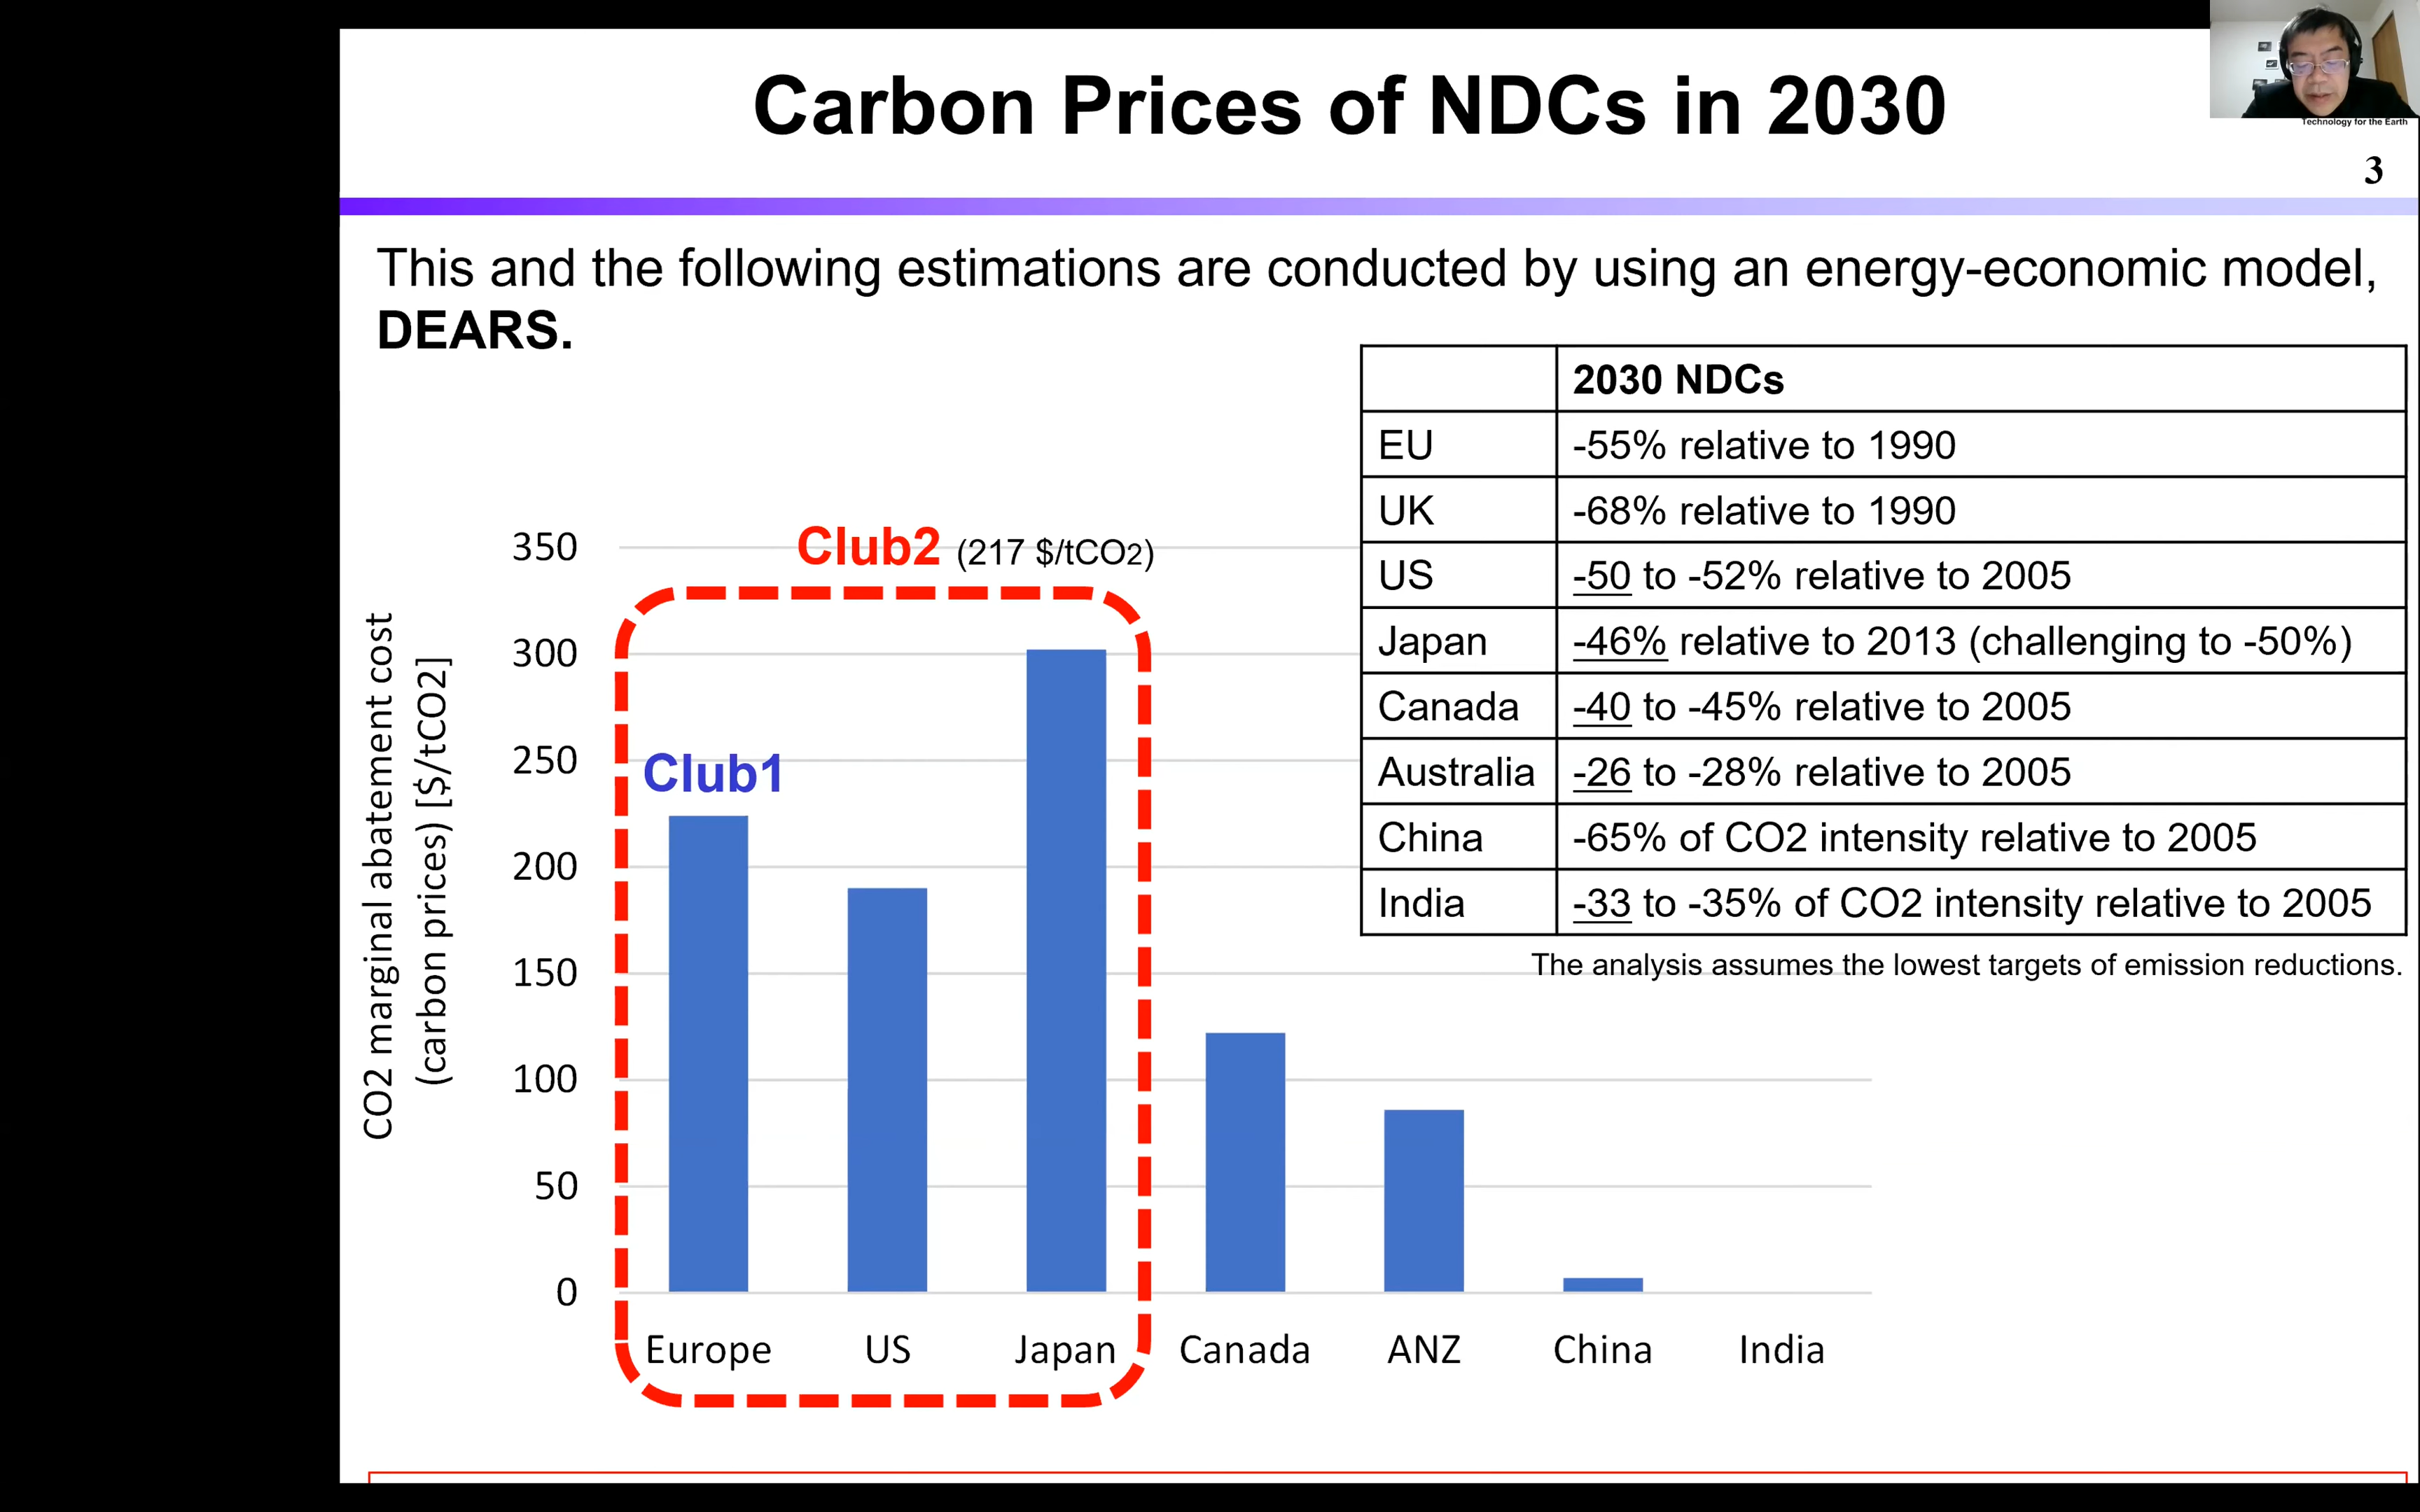 Carbon Prices of NDCs in 2030
Technology for the Earth
3
This and the following estimations are conducted by using an energy-economic model,
DEARS.
2030 NDCs
EU -55% relative to 1990
UK -68% relative to 1990
US -50 to -52% relative to 2005
Japan -46% relative to 2013 (challenging to -50%)
Canada -40 to -45% relative to 2005
Australia -26 to -28% relative to 2005
China -65% of CO2 intensity relative to 2005
India -33 to -35% of CO2 intensity relative to 2005
The analysis assumes the lowest targets of emission reductions.
CO2 marginal abatement cost
(carbon prices) [$/tCO2]
Club2 (217 $/tCO2)
Club1
350
300
250
200
150
100
50
0
Europe US Japan Canada ANZ China India